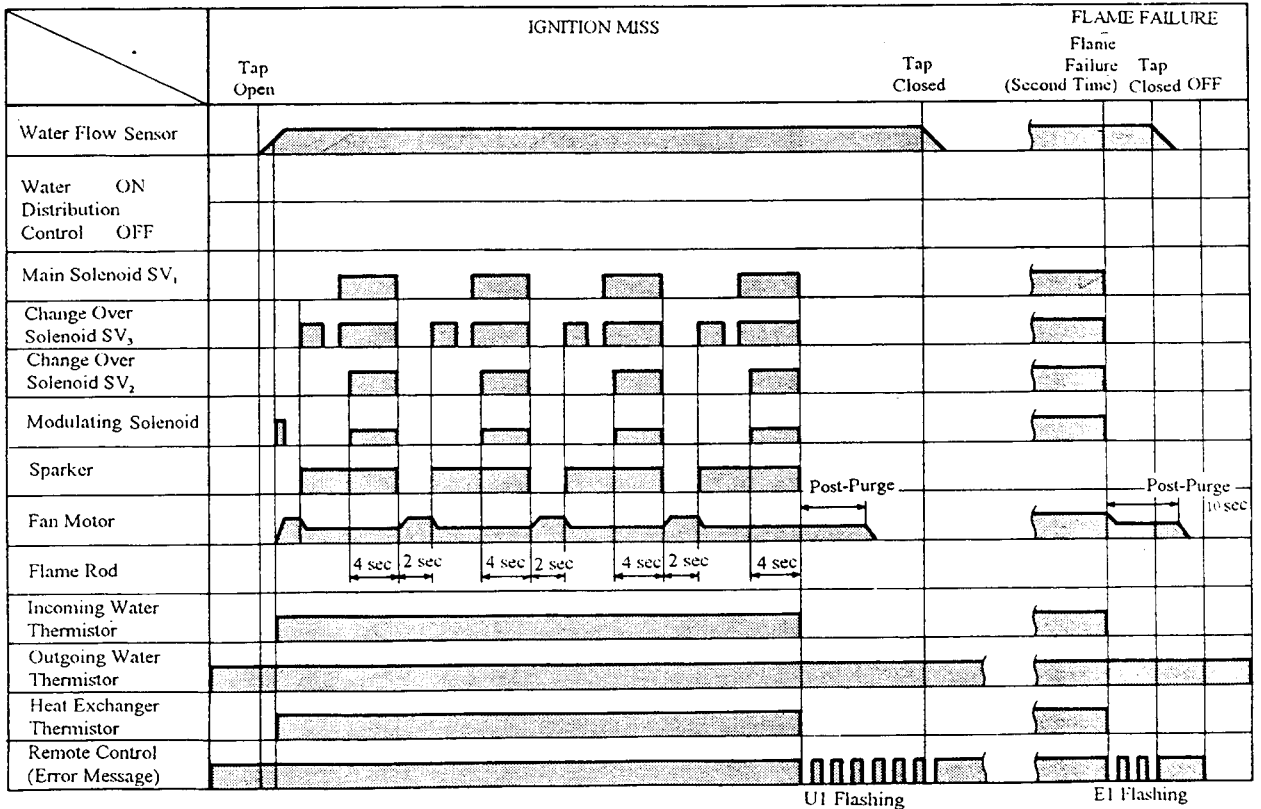 IGNITION MISS
FLAME FAILURE
Tap
Open
Tap
Closed
Flame
Failure
(Second Time)
Tap
Closed
OFF
Water Flow Sensor
Water ON
Distribution
Control OFF
Main Solenoid SV₁
Change Over
Solenoid SV₃
Change Over
Solenoid SV₂
Modulating Solenoid
Sparker
Post-Purge
Post-Purge
Fan Motor
10 sec
4 sec 2 sec 4 sec 2 sec 4 sec 2 sec 4 sec
Flame Rod
Incoming Water
Thermistor
Outgoing Water
Thermistor
Heat Exchanger
Thermistor
Remote Control
(Error Message)
U1 Flashing
E1 Flashing